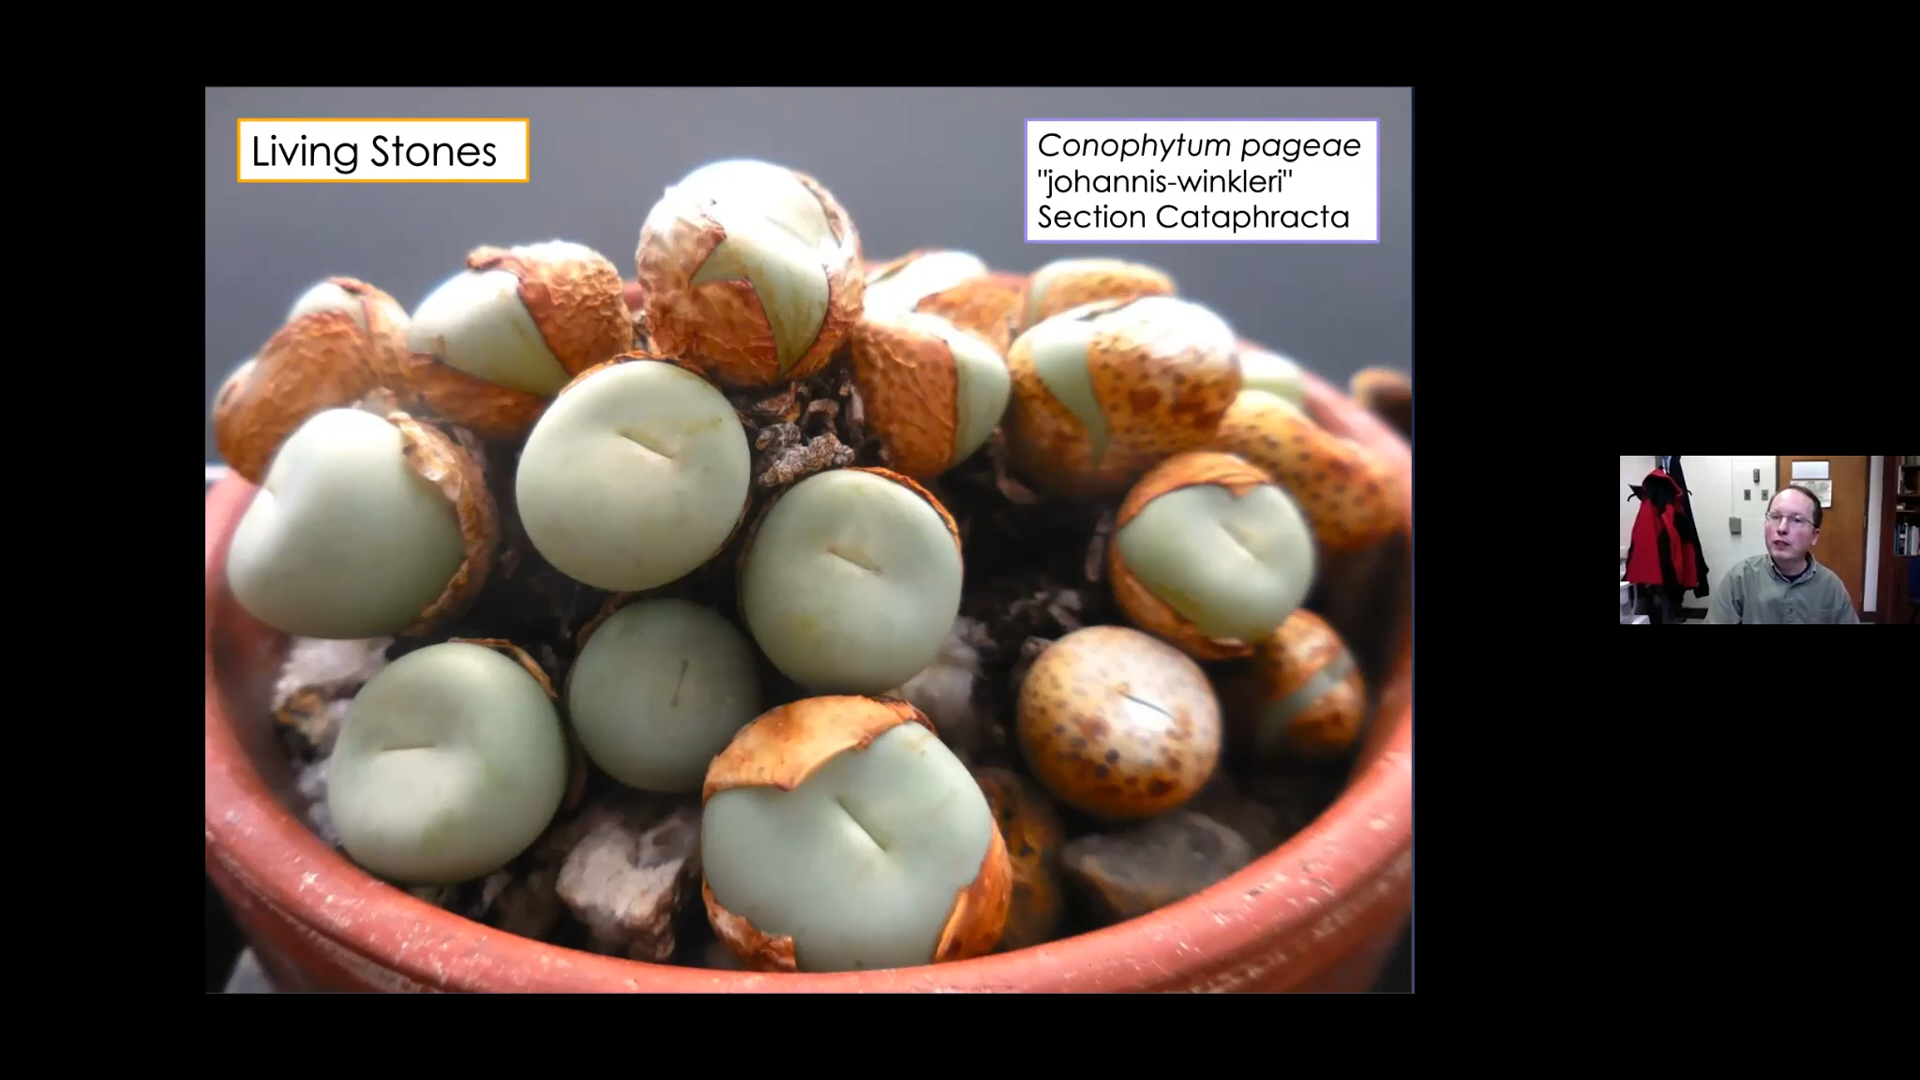 Living Stones
Conophytum pageae
"johannis-winkleri"
Section Cataphracta